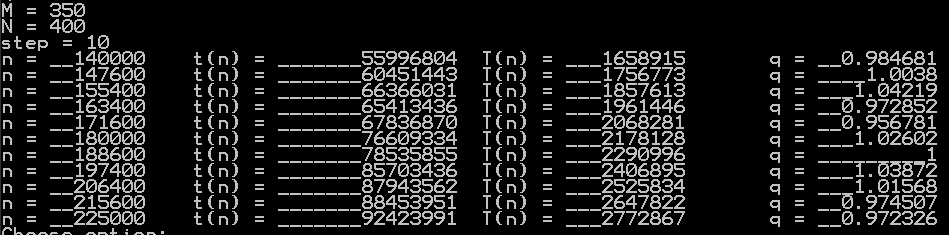 M = 350
N = 400
step = 10
n = __140000 t(n) = _______55996804 T(n) = ___1658915 q = __0.984681
n = __147600 t(n) = _______60451443 T(n) = ___1756773 q = ____1.0038
n = __155400 t(n) = _______66366031 T(n) = ___1857613 q = ___1.04219
n = __163400 t(n) = _______65413436 T(n) = ___1961446 q = __0.972852
n = __171600 t(n) = _______67836870 T(n) = ___2068281 q = __0.956781
n = __180000 t(n) = _______76609334 T(n) = ___2178128 q = ___1.02602
n = __188600 t(n) = _______78535855 T(n) = ___2290996 q = _________1
n = __197400 t(n) = _______85703436 T(n) = ___2406895 q = ___1.03872
n = __206400 t(n) = _______87943562 T(n) = ___2525834 q = ___1.01568
n = __215600 t(n) = _______88453951 T(n) = ___2647822 q = __0.974507
n = __225000 t(n) = _______92423991 T(n) = ___2772867 q = __0.972326
Choose option: